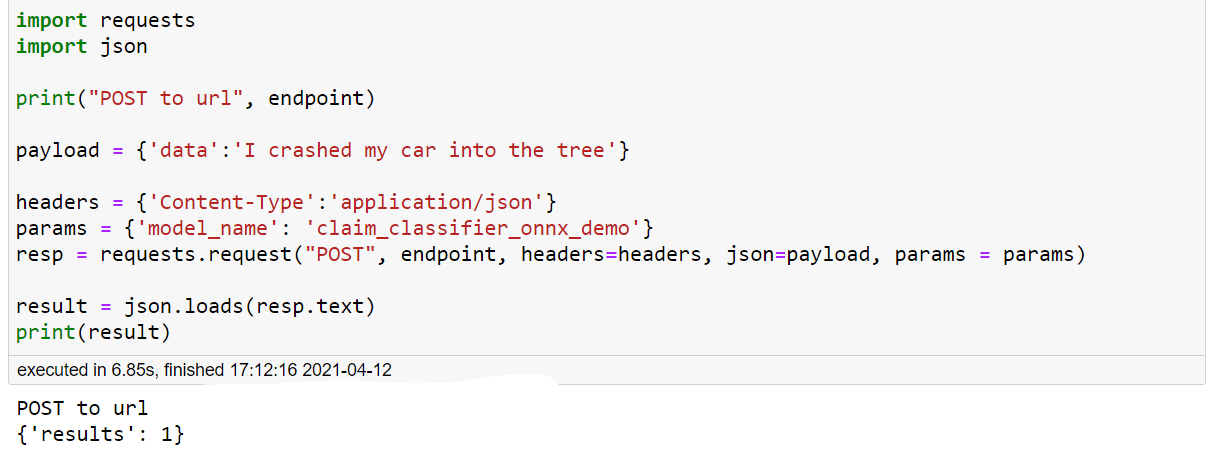 import requests
import json
print("POST to url", endpoint)
payload = {'data':'I crashed my car into the tree'}
headers = {'Content-Type':'application/json'}
params = {'model_name': 'claim_classifier_onnx_demo'}
resp = requests.request("POST", endpoint, headers=headers, json=payload, params = params)
result = json.loads(resp.text)
print(result)
executed in 6.85s, finished 17:12:16 2021-04-12
POST to url
{'results': 1}